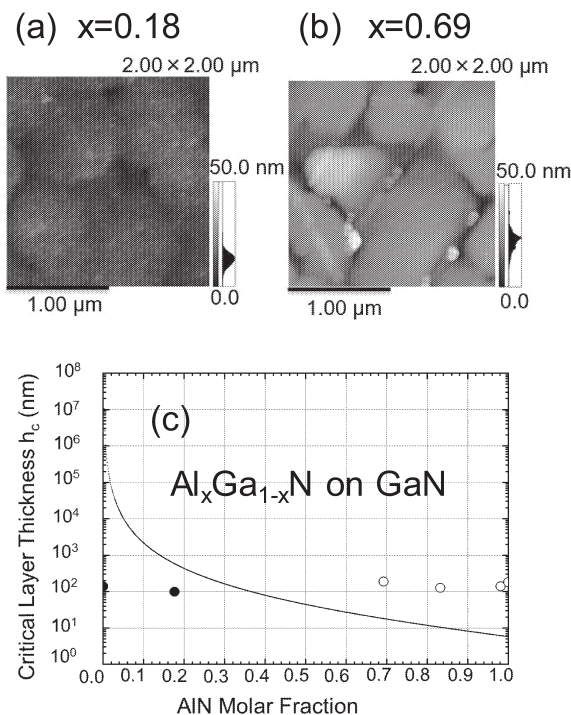 (a) x=0.18
(b) x=0.69
2.00×2.00 µm
2.00×2.00 µm
50.0 nm
50.0 nm
0.0
0.0
1.00 µm
1.00 µm
(c)
AlxGa1-xN on GaN
Critical Layer Thickness hc (nm)
10⁸
10⁷
10⁶
10⁵
10⁴
10³
10²
10¹
10⁰
0.0 0.1 0.2 0.3 0.4 0.5 0.6 0.7 0.8 0.9 1.0
AlN Molar Fraction